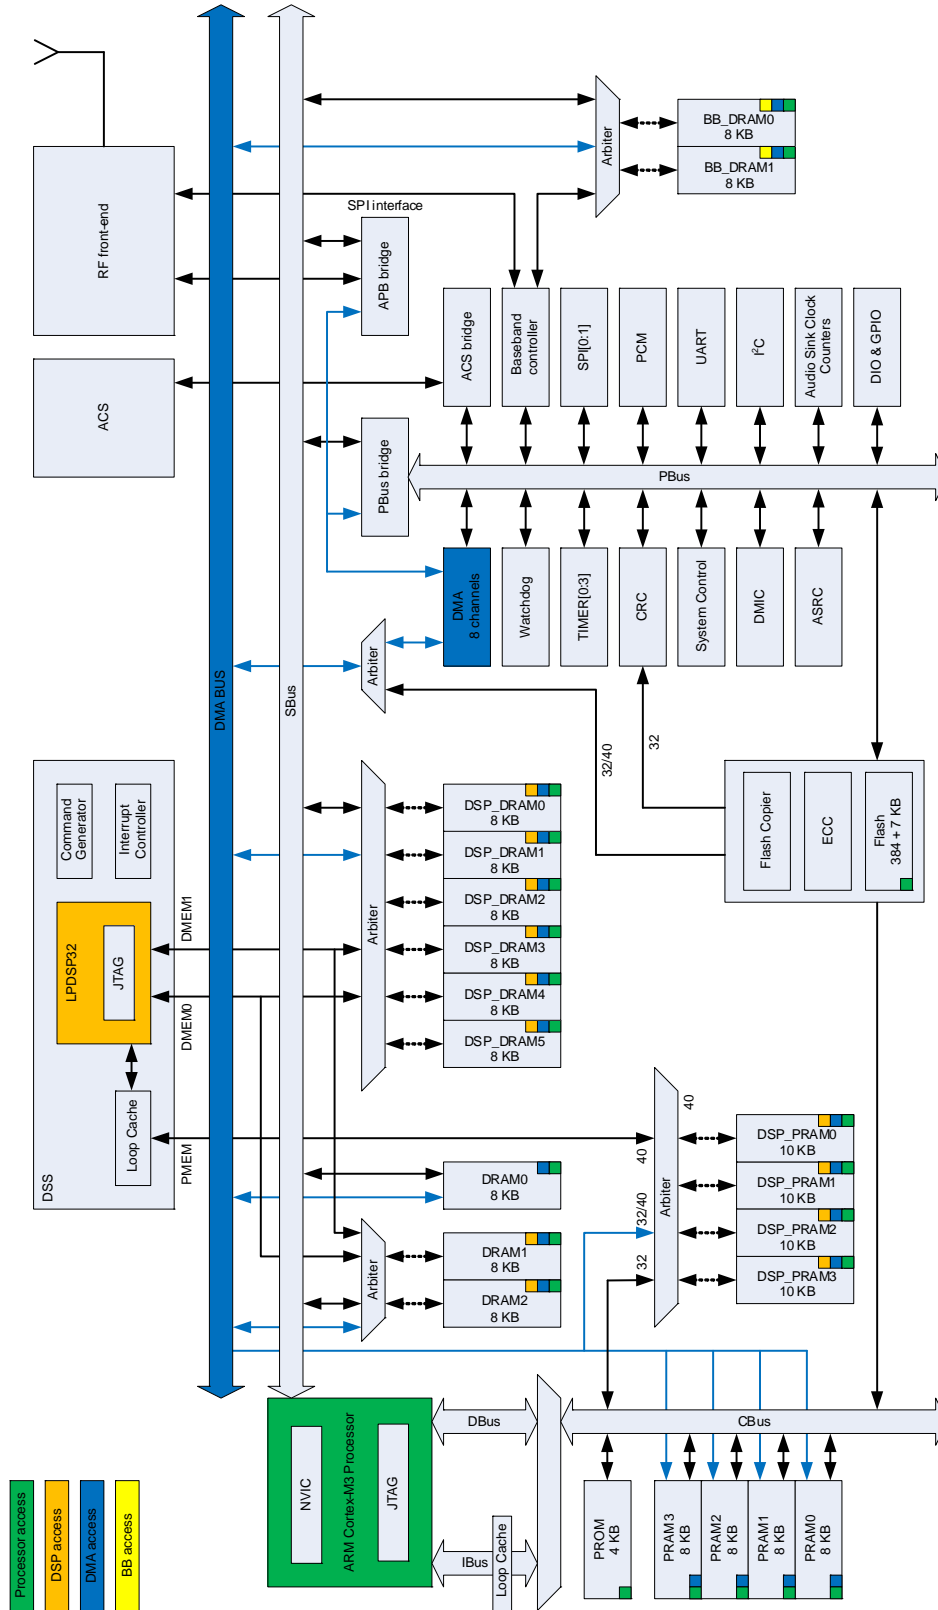 RF front-end
ACS
DMA BUS
SBus
SPI interface
APB bridge
PBus bridge
Arbiter
BB_DRAM0
8 KB
BB_DRAM1
8 KB
ACS bridge
Baseband
controller
SPI[0:1]
PCM
UART
I²C
Audio Sink Clock
Counters
DIO & GPIO
PBus
DMA
8 channels
Watchdog
TIMER[0:3]
CRC
System Control
DMIC
ASRC
Arbiter
32/40
32
Flash Copier
ECC
Flash
384 + 7 KB
DSS
Command
Generator
Interrupt
Controller
LPDSP32
JTAG
Loop Cache
DMEM1
DMEM0
PMEM
Arbiter
DSP_DRAM0
8 KB
DSP_DRAM1
8 KB
DSP_DRAM2
8 KB
DSP_DRAM3
8 KB
DSP_DRAM4
8 KB
DSP_DRAM5
8 KB
DRAM0
8 KB
Arbiter
DRAM1
8 KB
DRAM2
8 KB
40
40
32/40
32
Arbiter
DSP_PRAM0
10 KB
DSP_PRAM1
10 KB
DSP_PRAM2
10 KB
DSP_PRAM3
10 KB
ARM Cortex-M3 Processor
NVIC
JTAG
DBus
IBus
Loop Cache
CBus
PROM
4 KB
PRAM3
8 KB
PRAM2
8 KB
PRAM1
8 KB
PRAM0
8 KB
Processor access
DSP access
DMA access
BB access